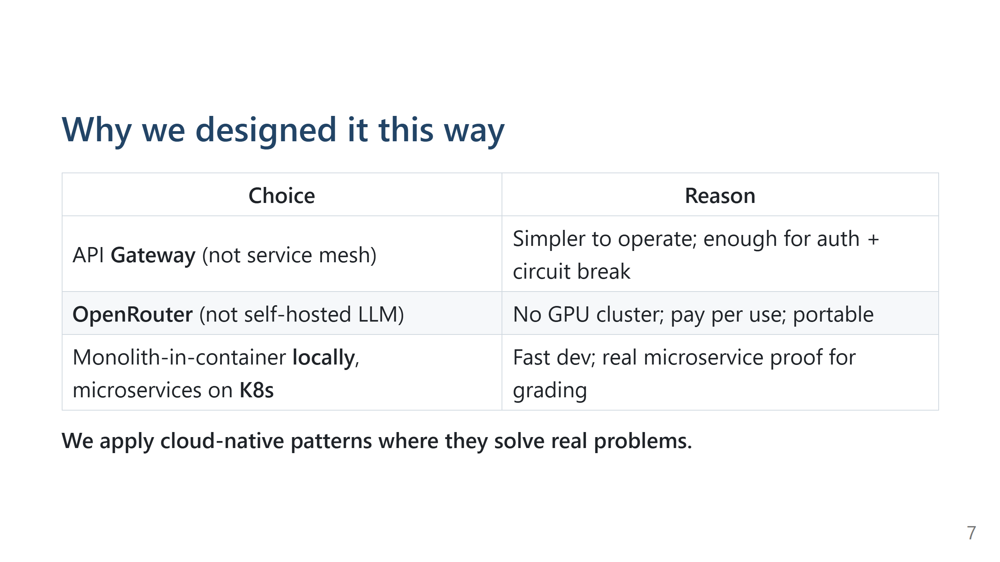 Why we designed it this way
Choice
Reason
API Gateway (not service mesh)
Simpler to operate; enough for auth +
circuit break
OpenRouter (not self-hosted LLM)
No GPU cluster; pay per use; portable
Monolith-in-container locally,
microservices on K8s
Fast dev; real microservice proof for
grading
We apply cloud-native patterns where they solve real problems.
7